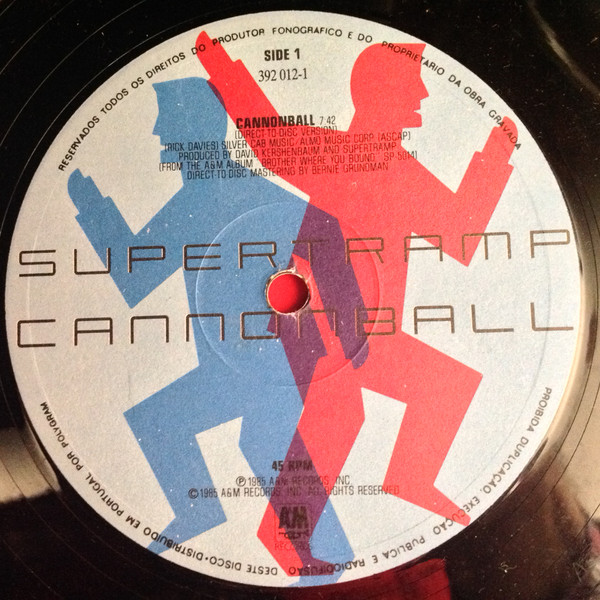 RESERVADOS TODOS OS DIREITOS DO PRODUTOR FONOGRAFICO E DO PROPRIETARIO DA OBRA GRAVADA
SIDE 1
392 012-1
CANNONBALL 7:42
(DIRECT TO DISC VERSION)
(RICK DAVIES) SILVER CAB MUSIC/ALMO MUSIC CORP. (ASCAP)
PRODUCED BY DAVID KERSHENBAUM AND SUPERTRAMP
(FROM THE A&M ALBUM "BROTHER WHERE YOU BOUND" SP-5014)
DIRECT TO DISC MASTERING BY BERNIE GRUNDMAN
SUPERTRAMP
CANNONBALL
45 RPM
℗ 1985 A&M RECORDS, INC.
© 1985 A&M RECORDS, INC. ALL RIGHTS RESERVED
A&M
RECORDS
PROIBIDA DUPLICAÇAO, EXECUÇAO PUBLICA E RADIODIFUSAO DESTE DISCO • DISTRIBUIDO EM PORTUGAL POR POLYGRAM